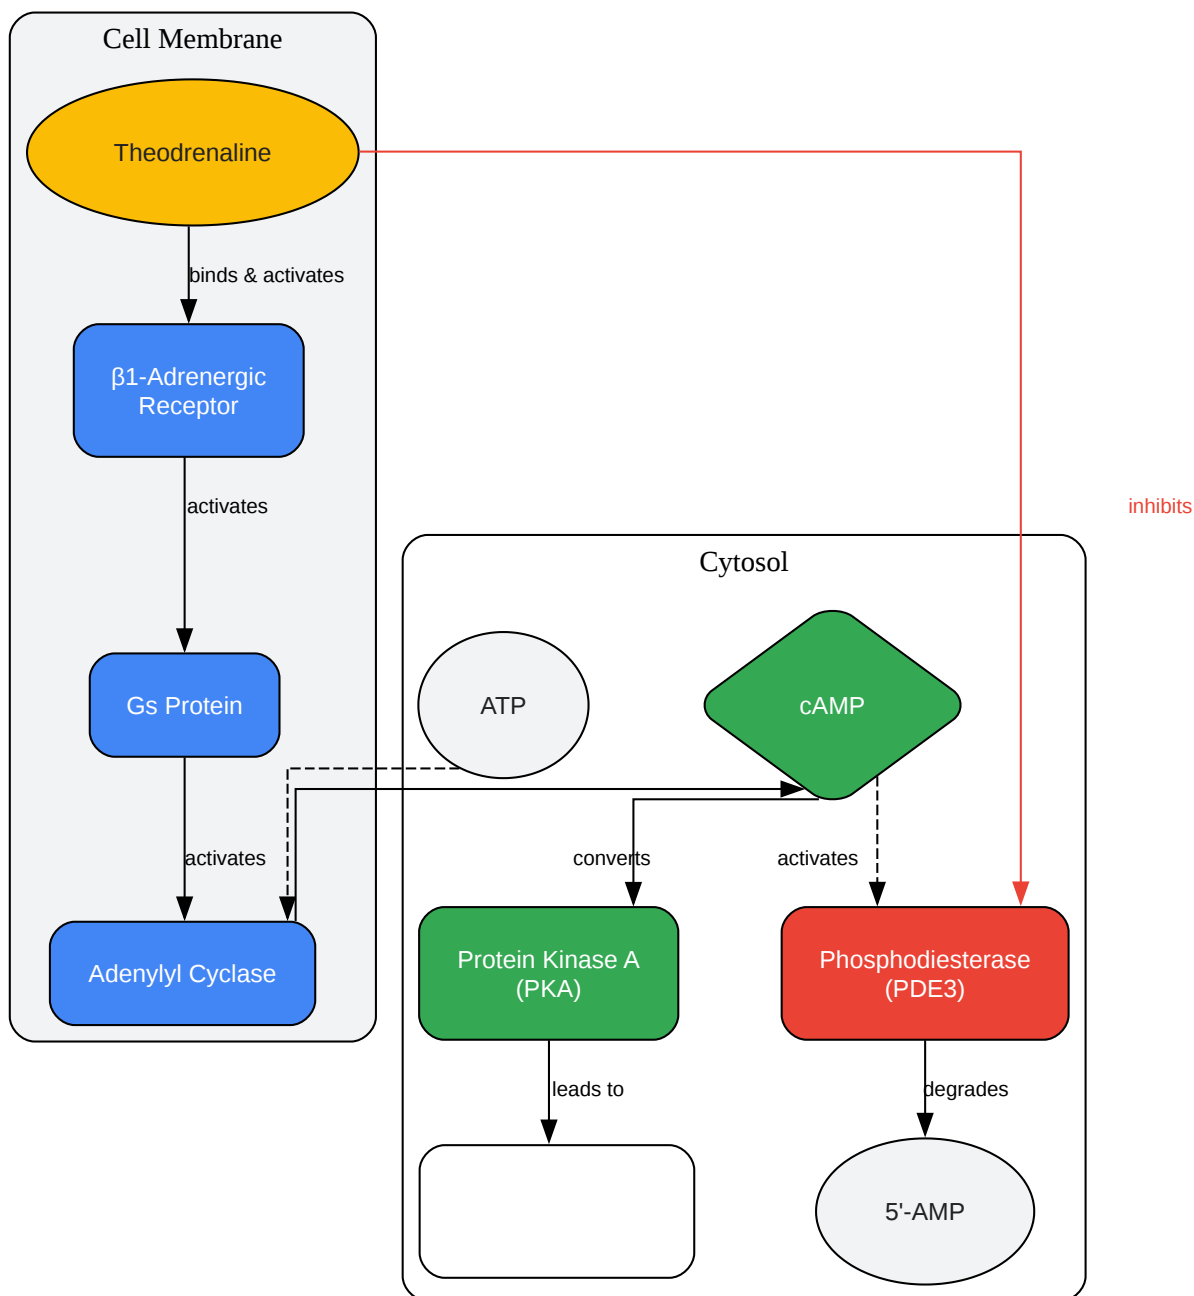 Cell Membrane
Theodrenaline
binds & activates
β1-Adrenergic
Receptor
activates
inhibits
Cytosol
Gs Protein
ATP
cAMP
activates
converts
activates
Adenylyl Cyclase
Protein Kinase A
(PKA)
Phosphodiesterase
(PDE3)
leads to
degrades
5'-AMP